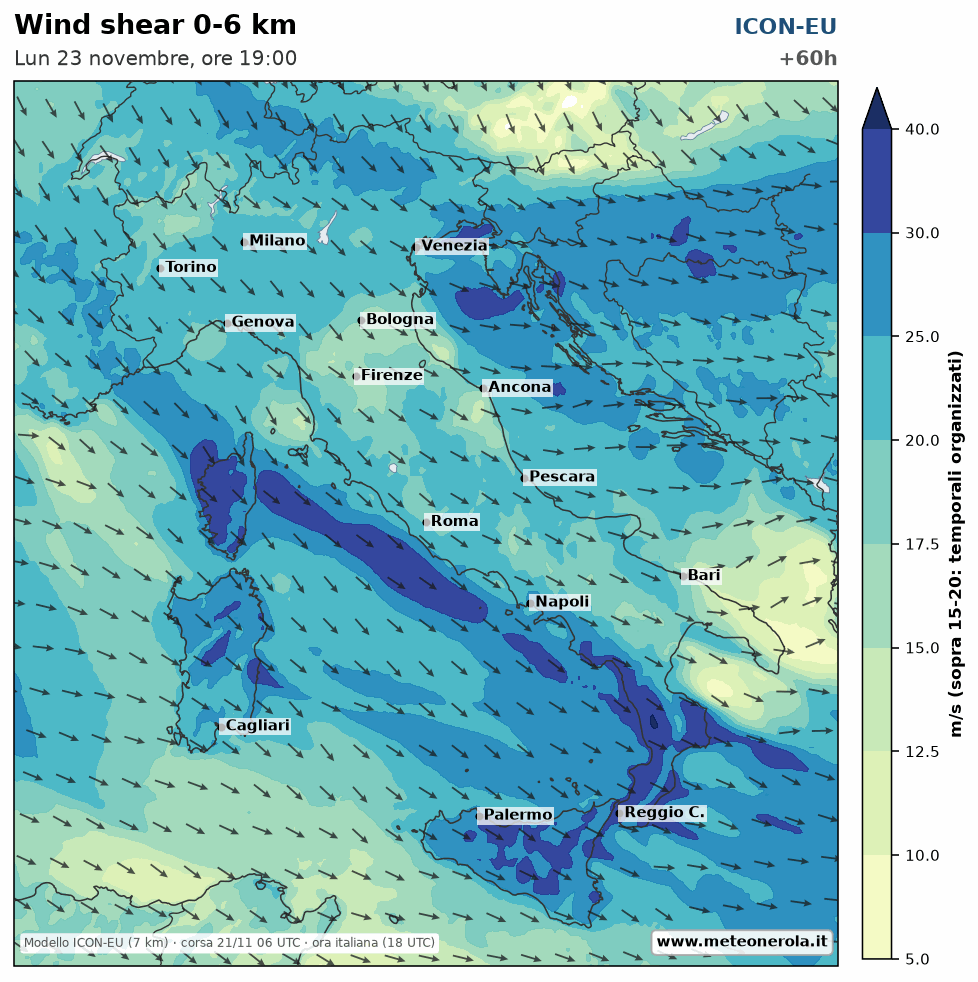 Wind shear 0-6 km
ICON-EU
Lun 23 novembre, ore 19:00
+60h
Milano
Venezia
Torino
Genova
Bologna
Firenze
Ancona
Pescara
Roma
Bari
Napoli
Cagliari
Palermo
Reggio C.
40.0
30.0
25.0
20.0
17.5
15.0
12.5
10.0
5.0
m/s (sopra 15-20: temporali organizzati)
Modello ICON-EU (7 km) · corsa 21/11 06 UTC · ora italiana (18 UTC)
www.meteonerola.it